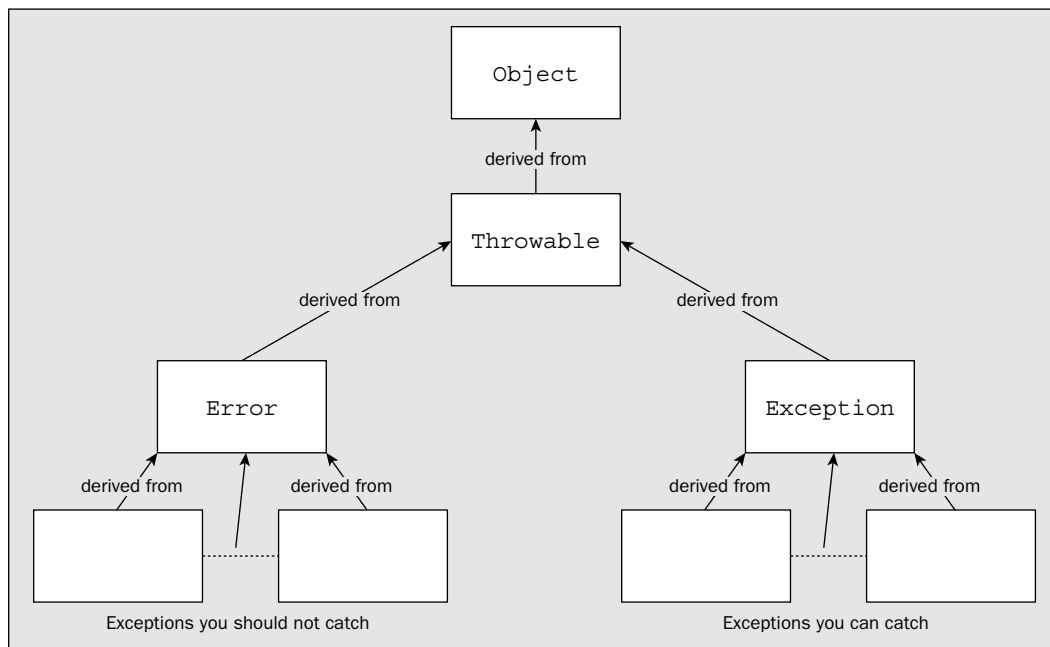 Object
derived from
Throwable
derived from
derived from
Error
Exception
derived from
derived from
derived from
derived from
Exceptions you should not catch
Exceptions you can catch